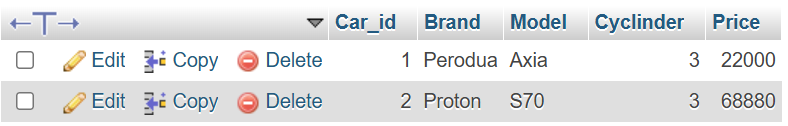 Car_id Brand Model Cyclinder Price
Edit Copy Delete 1 Perodua Axia 3 22000
Edit Copy Delete 2 Proton S70 3 68880